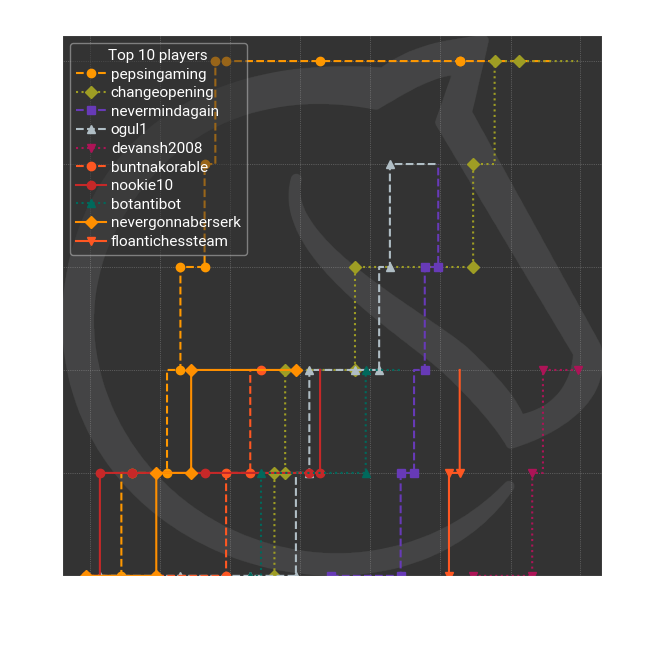 Top 10 players
pepsingaming
changeopening
nevermindagain
ogul1
devansh2008
buntnakorable
nookie10
botantibot
nevergonnaberserk
floantichessteam